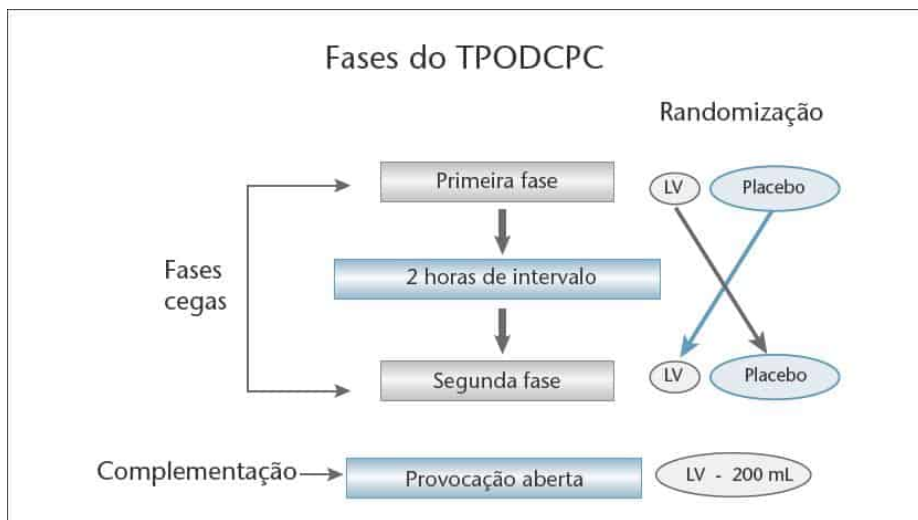 Fases do TPODCPC
Randomização
Primeira fase
LV
Placebo
Fases
cegas
2 horas de intervalo
Segunda fase
LV
Placebo
Complementação
Provocação aberta
LV - 200 mL